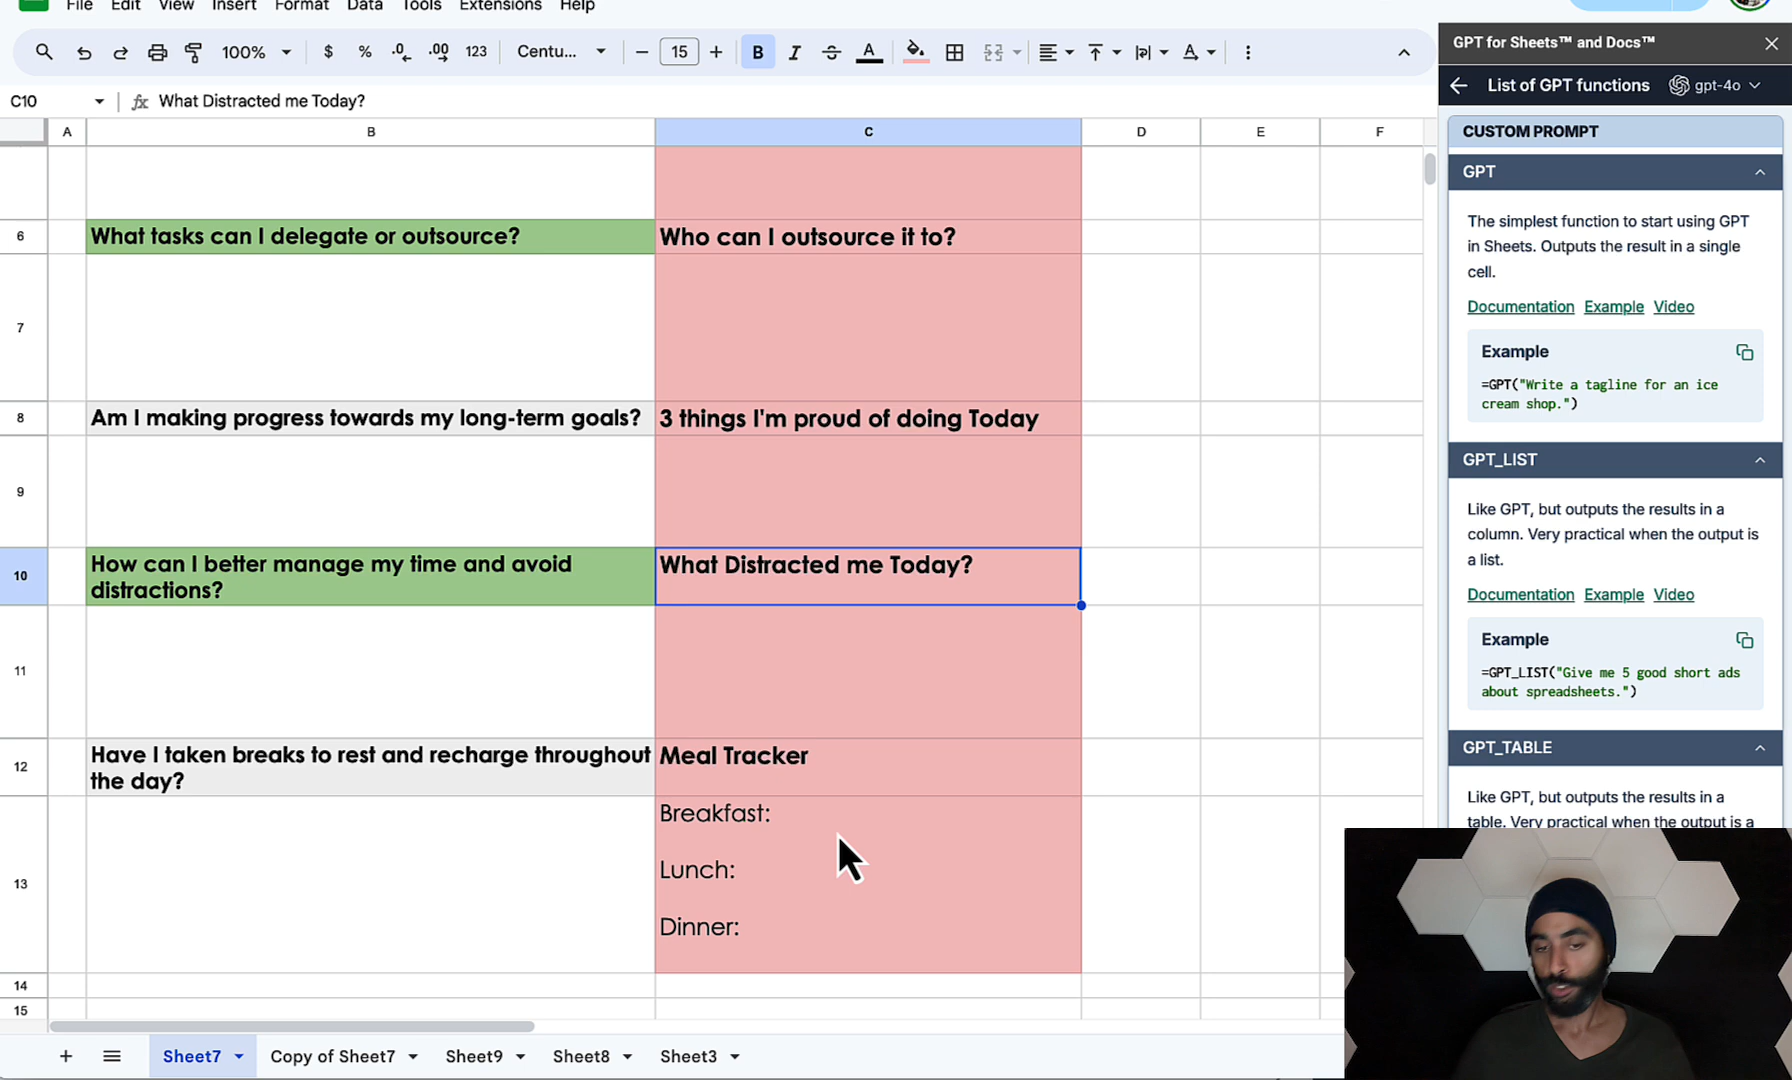 File Edit View Insert Format Data Tools Extensions Help
100% $ % .0 .00 123 Centu... 15 B I A
GPT for Sheets™ and Docs™
List of GPT functions gpt-4o
C10 fx What Distracted me Today?
A B C D E F
6 What tasks can I delegate or outsource? Who can I outsource it to?
7
8 Am I making progress towards my long-term goals? 3 things I'm proud of doing Today
9
10 How can I better manage my time and avoid
distractions?
What Distracted me Today?
11
12 Have I taken breaks to rest and recharge throughout
the day?
Meal Tracker
13
Breakfast:
Lunch:
Dinner:
14
15
Sheet7 Copy of Sheet7 Sheet9 Sheet8 Sheet3
CUSTOM PROMPT
GPT
The simplest function to start using GPT
in Sheets. Outputs the result in a single
cell.
Documentation Example Video
Example
=GPT("Write a tagline for an ice
cream shop.")
GPT_LIST
Like GPT, but outputs the results in a
column. Very practical when the output is
a list.
Documentation Example Video
Example
=GPT_LIST("Give me 5 good short ads
about spreadsheets.")
GPT_TABLE
Like GPT, but outputs the results in a
table. Very practical when the output is a